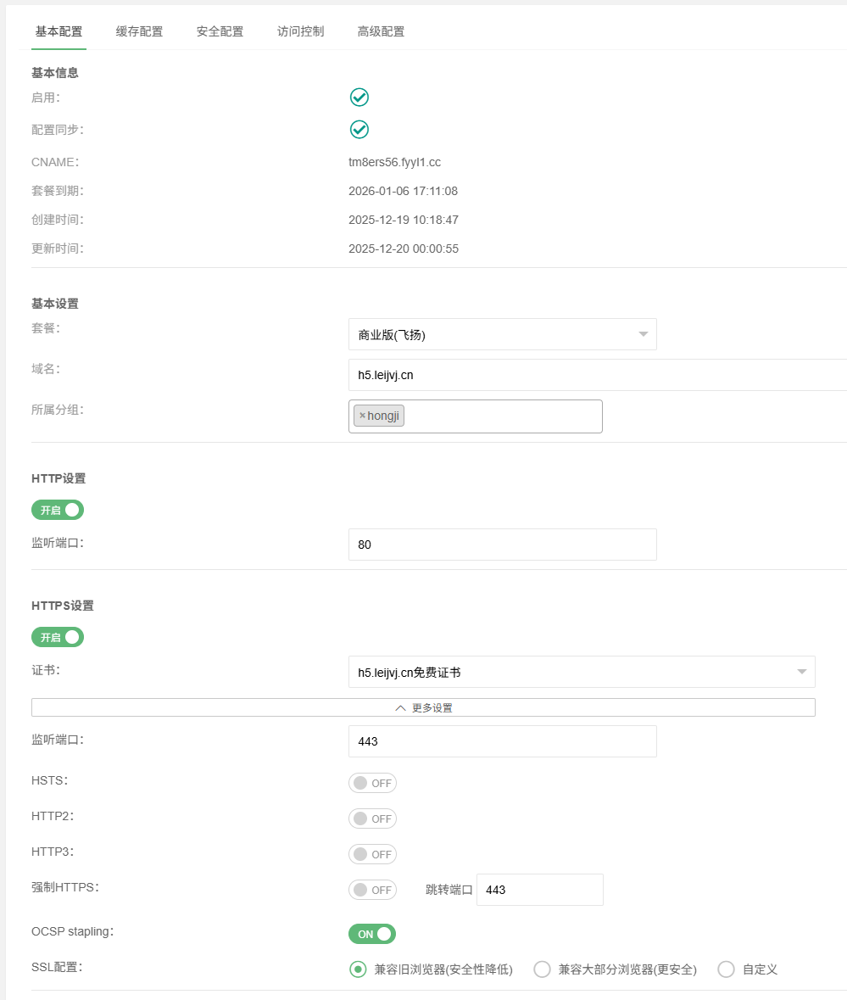 基本配置 缓存配置 安全配置 访问控制 高级配置
基本信息
启用：
配置同步：
CNAME： tm8ers56.fyyl1.cc
套餐到期： 2026-01-06 17:11:08
创建时间： 2025-12-19 10:18:47
更新时间： 2025-12-20 00:00:55
基本设置
套餐： 商业版(飞扬)
域名： h5.leijvj.cn
所属分组： ×hongji
HTTP设置
开启
监听端口： 80
HTTPS设置
开启
证书： h5.leijvj.cn免费证书
更多设置
监听端口： 443
HSTS： OFF
HTTP2： OFF
HTTP3： OFF
强制HTTPS： OFF 跳转端口 443
OCSP stapling： ON
SSL配置： 兼容旧浏览器(安全性降低) 兼容大部分浏览器(更安全) 自定义